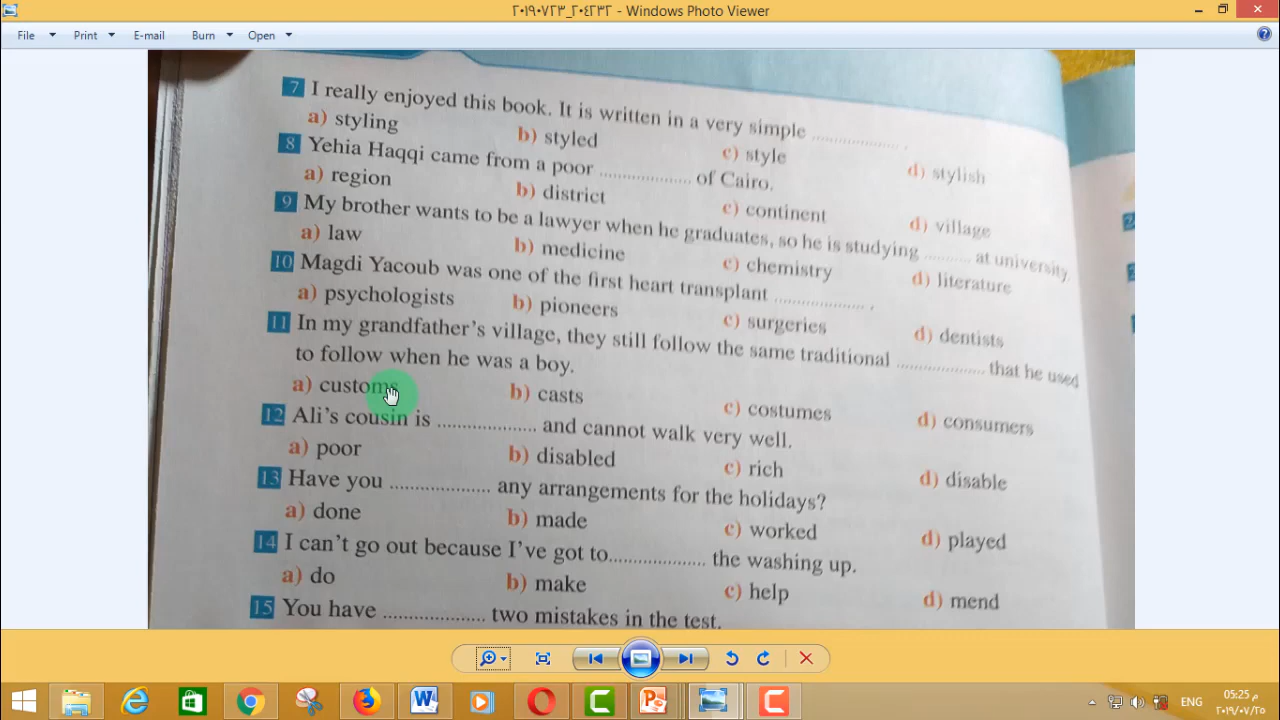 ٢٠١٩٠٧٢٣_٢٠٤٢٣٢ - Windows Photo Viewer
File Print E-mail Burn Open
7 I really enjoyed this book. It is written in a very simple .................. .
a) styling b) styled c) style d) stylish
8 Yehia Haqqi came from a poor .................. of Cairo.
a) region b) district c) continent d) village
9 My brother wants to be a lawyer when he graduates, so he is studying .......... at university.
a) law b) medicine c) chemistry d) literature
10 Magdi Yacoub was one of the first heart transplant .................. .
a) psychologists b) pioneers c) surgeries d) dentists
11 In my grandfather's village, they still follow the same traditional .................. that he used
to follow when he was a boy.
a) customs b) casts c) costumes d) consumers
12 Ali's cousin is .................. and cannot walk very well.
a) poor b) disabled c) rich d) disable
13 Have you .................. any arrangements for the holidays?
a) done b) made c) worked d) played
14 I can't go out because I've got to.................. the washing up.
a) do b) make c) help d) mend
15 You have .................. two mistakes in the test.
ENG
05:25 م
٢٠١٩/٠٧/٢٥